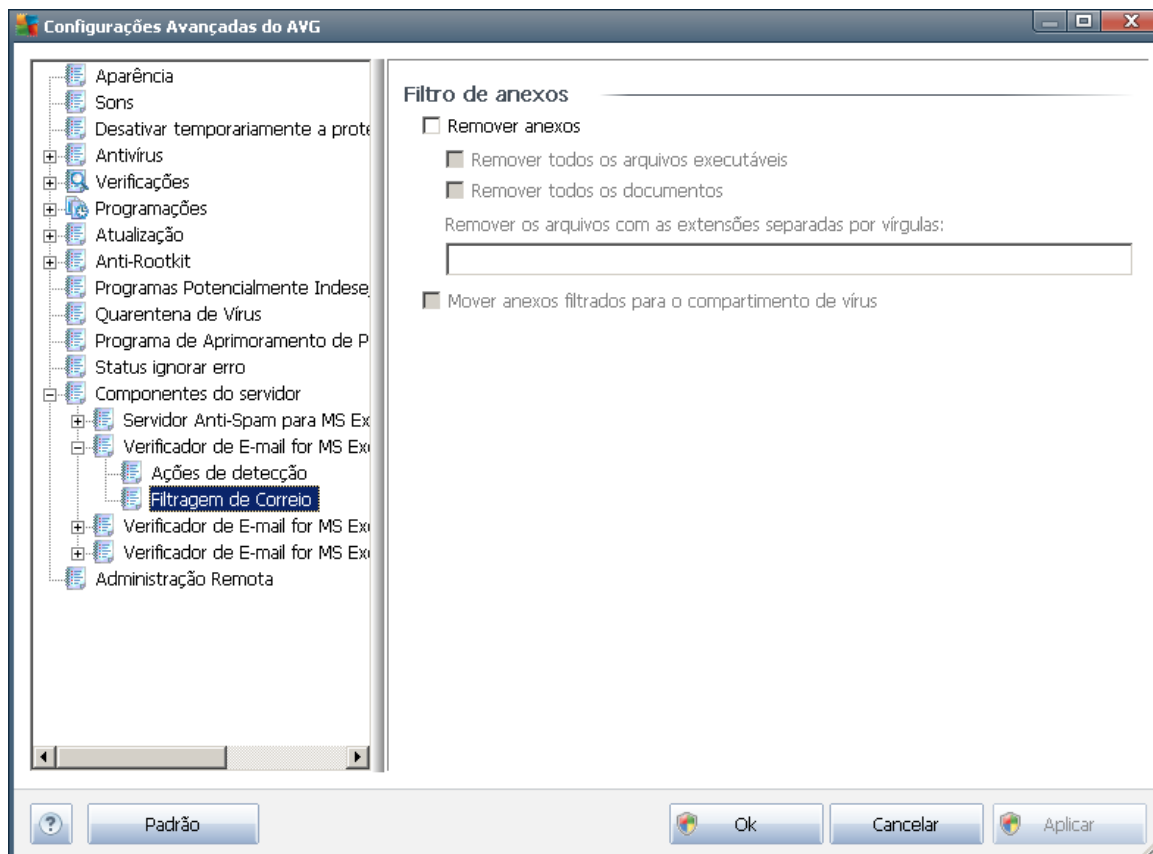 Configurações Avançadas do AVG
Aparência
Sons
Desativar temporariamente a prote
Antivírus
Verificações
Programações
Atualização
Anti-Rootkit
Programas Potencialmente Indese
Quarentena de Vírus
Programa de Aprimoramento de P
Status ignorar erro
Componentes do servidor
Servidor Anti-Spam para MS Ex
Verificador de E-mail for MS Ex
Ações de detecção
Filtragem de Correio
Verificador de E-mail for MS Ex
Verificador de E-mail for MS Ex
Administração Remota
Filtro de anexos
Remover anexos
Remover todos os arquivos executáveis
Remover todos os documentos
Remover os arquivos com as extensões separadas por vírgulas:
Mover anexos filtrados para o compartimento de vírus
? Padrão Ok Cancelar Aplicar